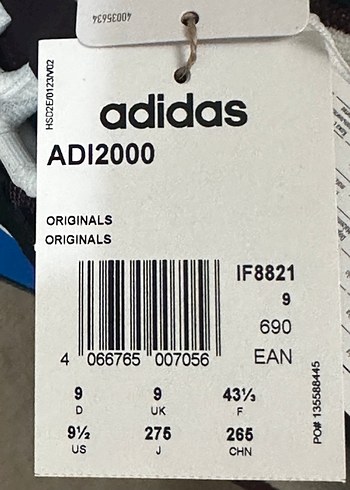 40035634
HSD2E/0123/V02
adidas
ADI2000
ORIGINALS
ORIGINALS
IF8821
9
690
4 066765 007056 EAN
9 9 43⅓
D UK F
9½ 275 265
US J CHN
PO# 135588445